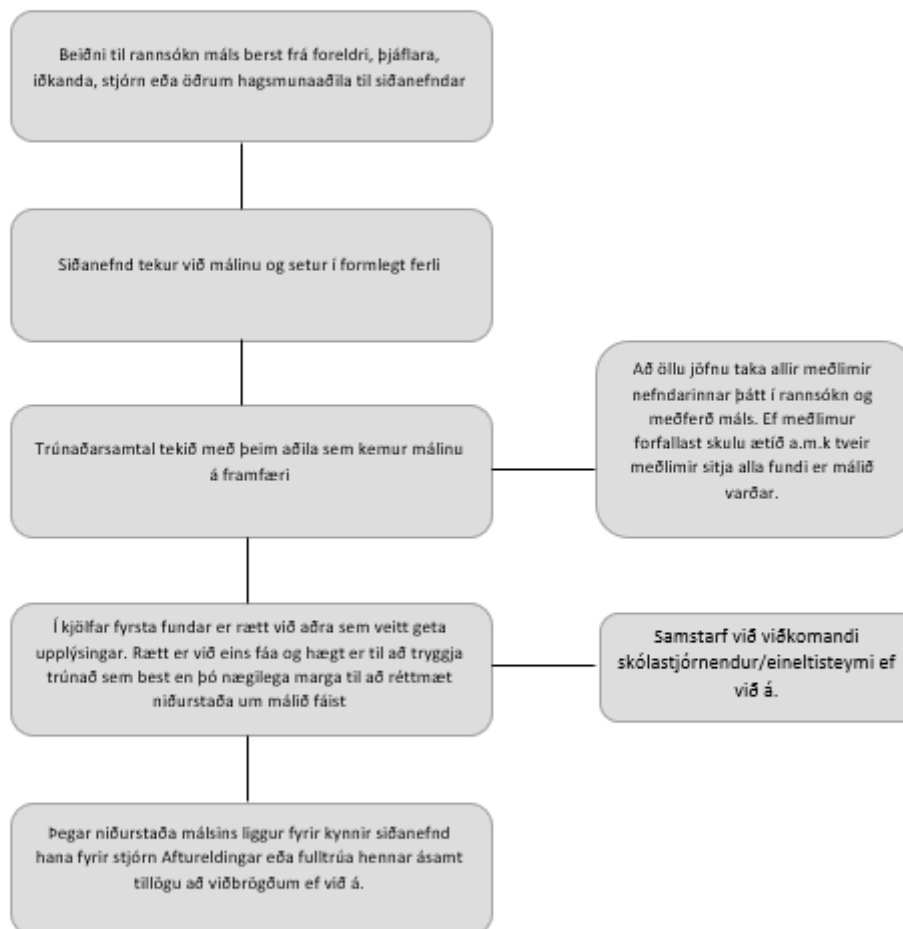 Beiðni til rannsókn máls berst frá foreldri, þjáflara,
iðkanda, stjórn eða öðrum hagsmunaaðila til siðanefndar
Siðanefnd tekur við málinu og setur í formlegt ferli
Trúnaðarsamtal tekið með þeim aðila sem kemur málinu
á framfæri
Að öllu jöfnu taka allir meðlimir
nefndarinnar þátt í rannsókn og
meðferð máls. Ef meðlimur
forfallast skulu ætíð a.m.k tveir
meðlimir sitja alla fundi er málið
varðar.
Í kjölfar fyrsta fundar er rætt við aðra sem veitt geta
upplýsingar. Rætt er við eins fáa og hægt er til að tryggja
trúnað sem best en þó nægilega marga til að réttmæt
niðurstaða um málið fáist
Samstarf við viðkomandi
skólastjórnendur/eineltisteymi ef
við á.
Þegar niðurstaða málsins liggur fyrir kynnir siðanefnd
hana fyrir stjórn Aftureldingar eða fulltrúa hennar ásamt
tillögu að viðbrögðum ef við á.